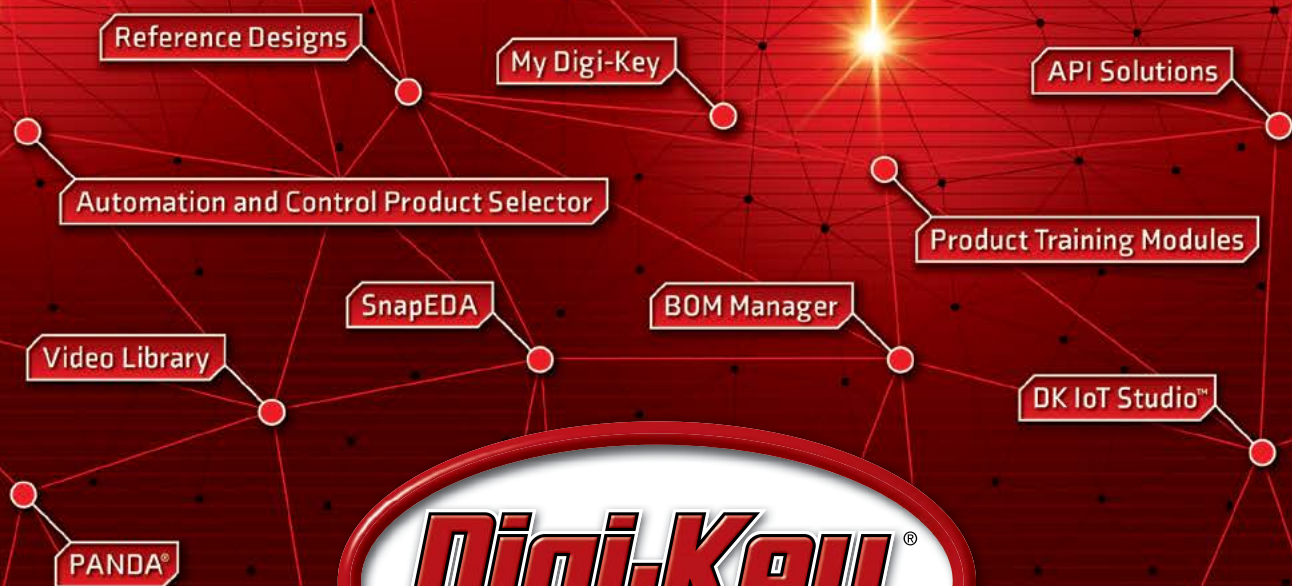 Reference Designs
My Digi-Key
API Solutions
Automation and Control Product Selector
Product Training Modules
SnapEDA
BOM Manager
Video Library
DK IoT Studio™
PANDA®
Digi-Key®